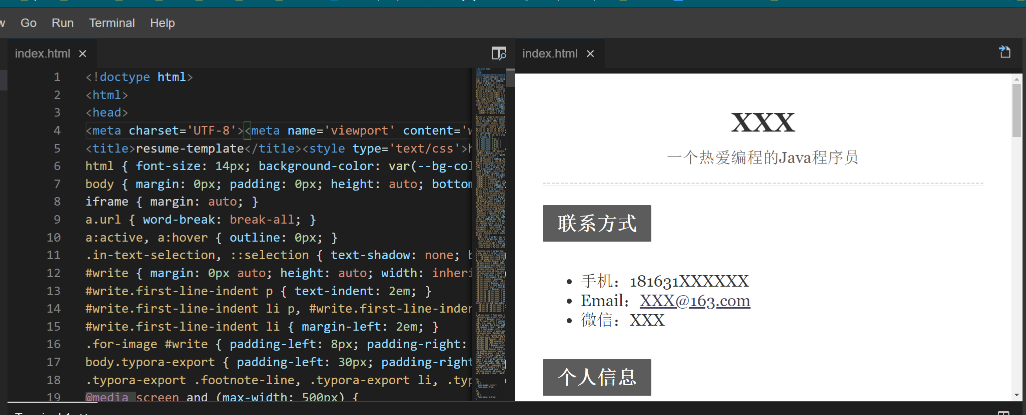 Go Run Terminal Help
index.html
index.html
1 <!doctype html>
2 <html>
3 <head>
4 <meta charset='UTF-8'><meta name='viewport' content='w
5 <title>resume-template</title><style type='text/css'>h
6 html { font-size: 14px; background-color: var(--bg-col
7 body { margin: 0px; padding: 0px; height: auto; bottom
8 iframe { margin: auto; }
9 a.url { word-break: break-all; }
10 a:active, a:hover { outline: 0px; }
11 .in-text-selection, ::selection { text-shadow: none; b
12 #write { margin: 0px auto; height: auto; width: inheri
13 #write.first-line-indent p { text-indent: 2em; }
14 #write.first-line-indent li p, #write.first-line-inden
15 #write.first-line-indent li { margin-left: 2em; }
16 .for-image #write { padding-left: 8px; padding-right:
17 body.typora-export { padding-left: 30px; padding-right
18 .typora-export .footnote-line, .typora-export li, .typ
19 @media screen and (max-width: 500px) {
XXX
一个热爱编程的Java程序员
联系方式
手机：181631XXXXXX
Email：XXX@163.com
微信：XXX
个人信息